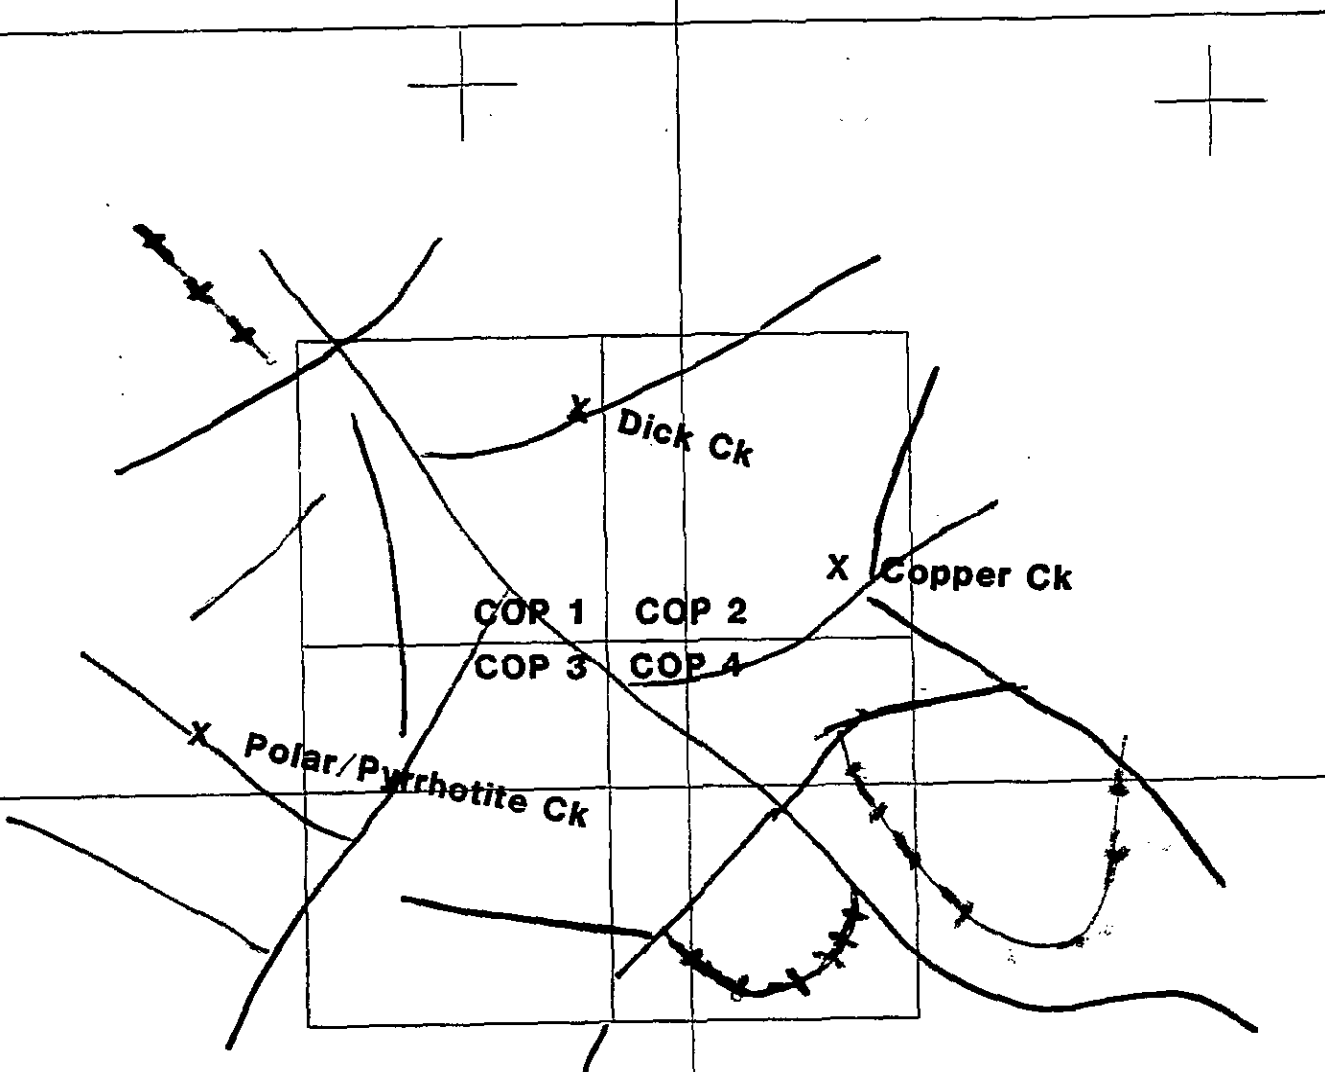 X Dick Ck
X Copper Ck
COP 1 COP 2
COP 3 COP 4
X Polar/Pyrrhotite Ck